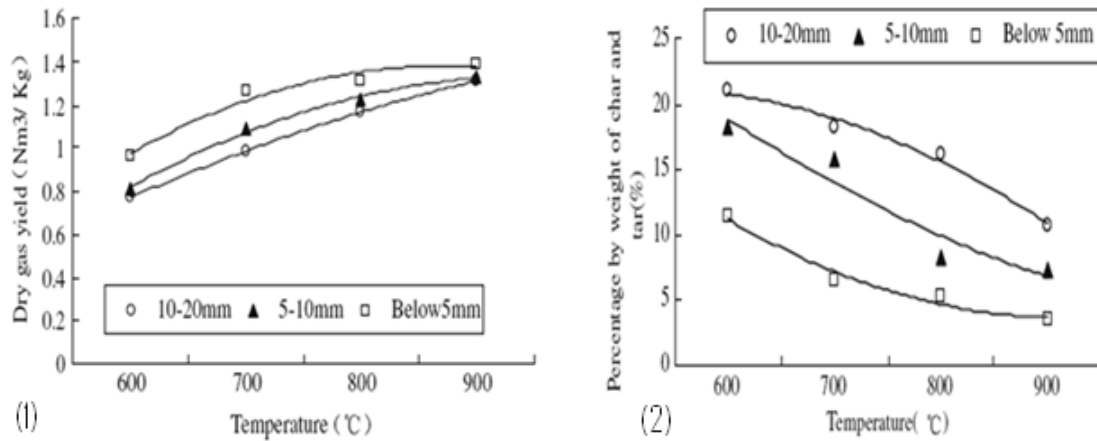 1.6
1.4
1.2
1
0.8
0.6
0.4
0.2
0
Dry gas yield (Nm3/ Kg)
10-20mm 5-10mm Below5mm
600 700 800 900
Temperature (℃)
(1)
10-20mm 5-10mm Below 5mm
25
20
15
10
5
0
Percentage by weight of char and
tar(%)
600 700 800 900
Temperature(℃)
(2)